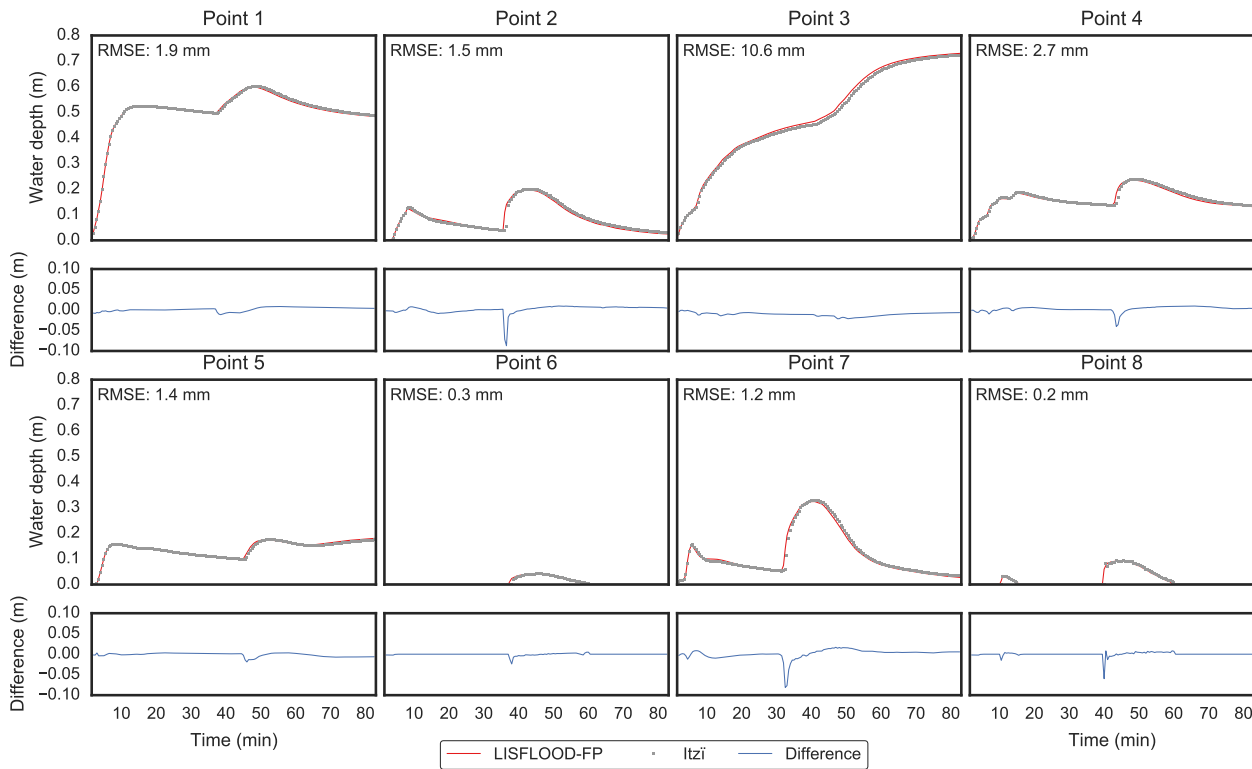 Point 1
Point 2
Point 3
Point 4
RMSE: 1.9 mm
RMSE: 1.5 mm
RMSE: 10.6 mm
RMSE: 2.7 mm
Water depth (m)
0.8
0.7
0.6
0.5
0.4
0.3
0.2
0.1
0.0
Difference (m)
0.10
0.05
0.00
−0.05
−0.10
Point 5
Point 6
Point 7
Point 8
RMSE: 1.4 mm
RMSE: 0.3 mm
RMSE: 1.2 mm
RMSE: 0.2 mm
Water depth (m)
0.8
0.7
0.6
0.5
0.4
0.3
0.2
0.1
0.0
Difference (m)
0.10
0.05
0.00
−0.05
−0.10
10 20 30 40 50 60 70 80
10 20 30 40 50 60 70 80
10 20 30 40 50 60 70 80
10 20 30 40 50 60 70 80
Time (min)
Time (min)
Time (min)
Time (min)
LISFLOOD-FP Itzï Difference